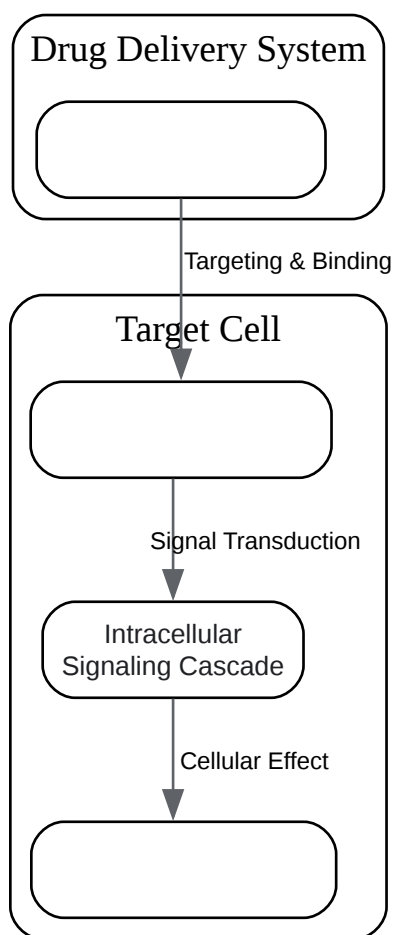 Drug Delivery System
Targeting & Binding
Target Cell
Signal Transduction
Intracellular
Signaling Cascade
Cellular Effect